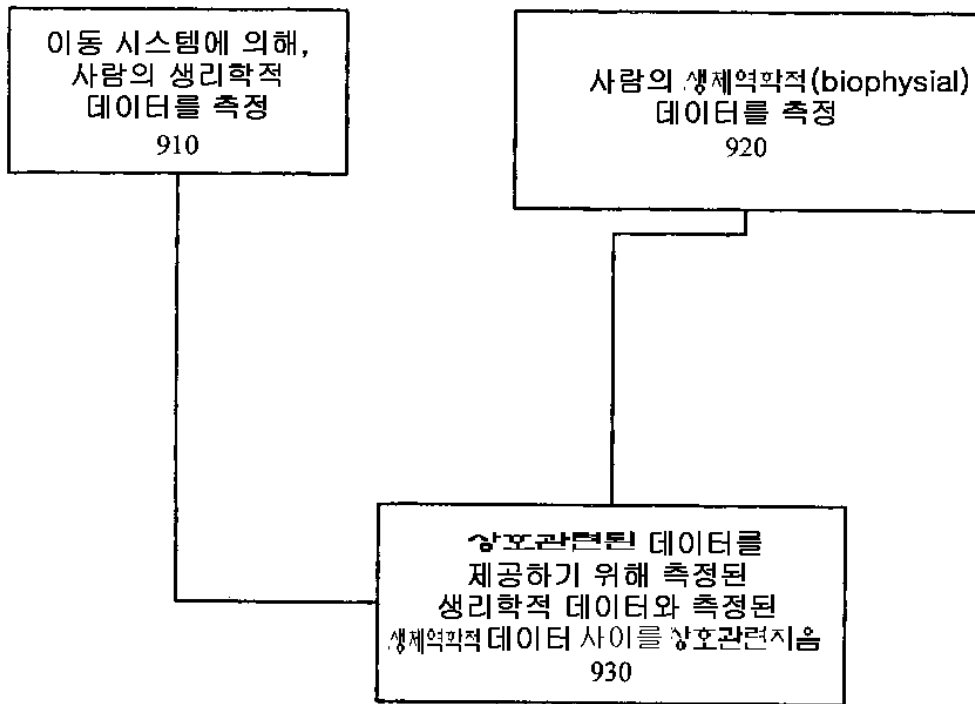 이동 시스템에 의해,
사람의 생리학적
데이터를 측정
910
사람의 생체역학적(biophysial)
데이터를 측정
920
상호관련된 데이터를
제공하기 위해 측정된
생리학적 데이터와 측정된
생체역학적 데이터 사이를 상호관련지음
930